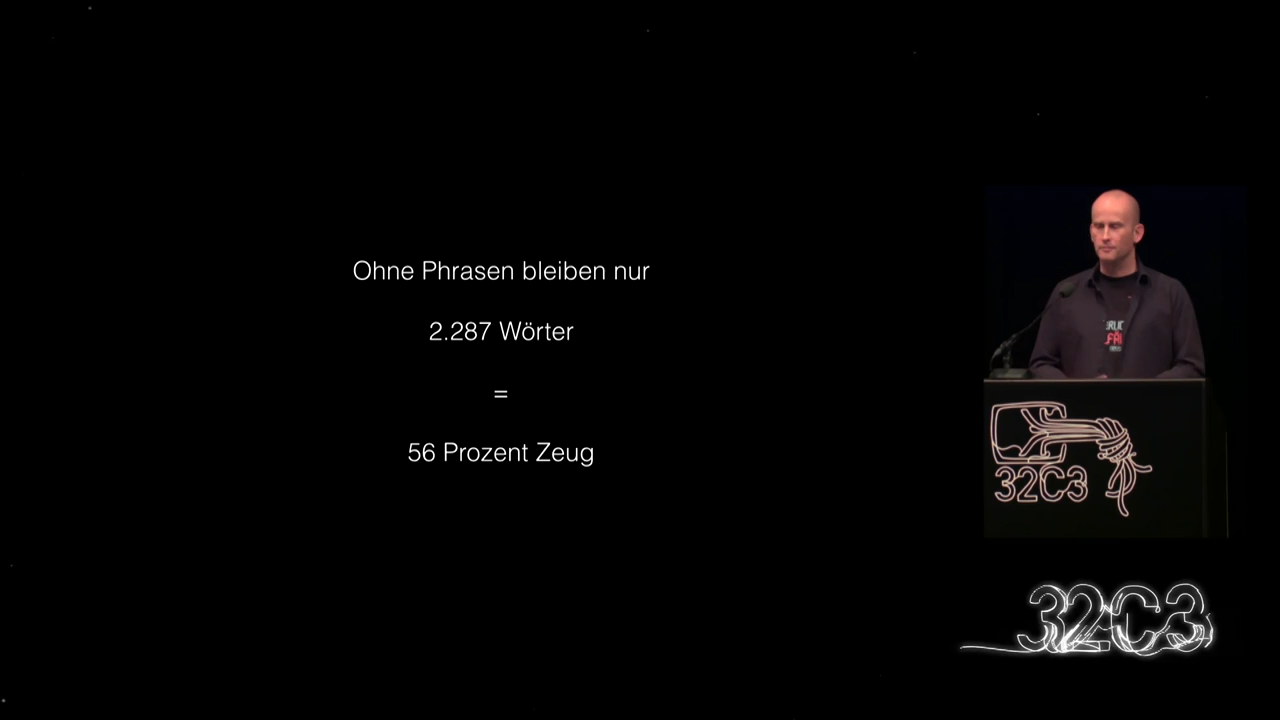 Ohne Phrasen bleiben nur
2.287 Wörter
=
56 Prozent Zeug
32C3
32C3